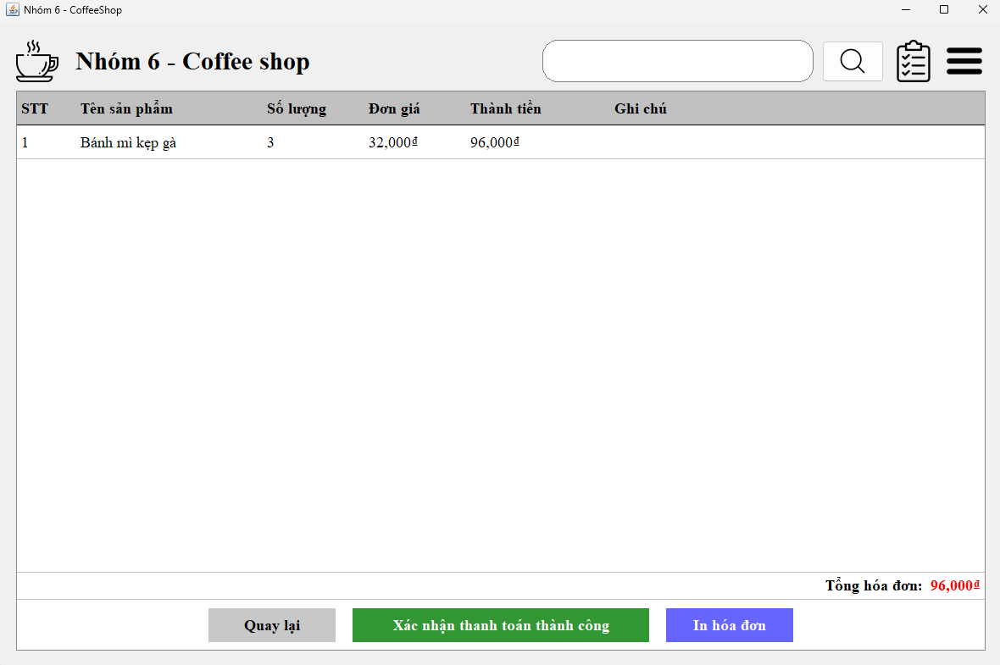 Nhóm 6 - CoffeeShop
Nhóm 6 - Coffee shop
STT Tên sản phẩm Số lượng Đơn giá Thành tiền Ghi chú
1 Bánh mì kẹp gà 3 32,000₫ 96,000₫
Tổng hóa đơn: 96,000₫
Quay lại Xác nhận thanh toán thành công In hóa đơn